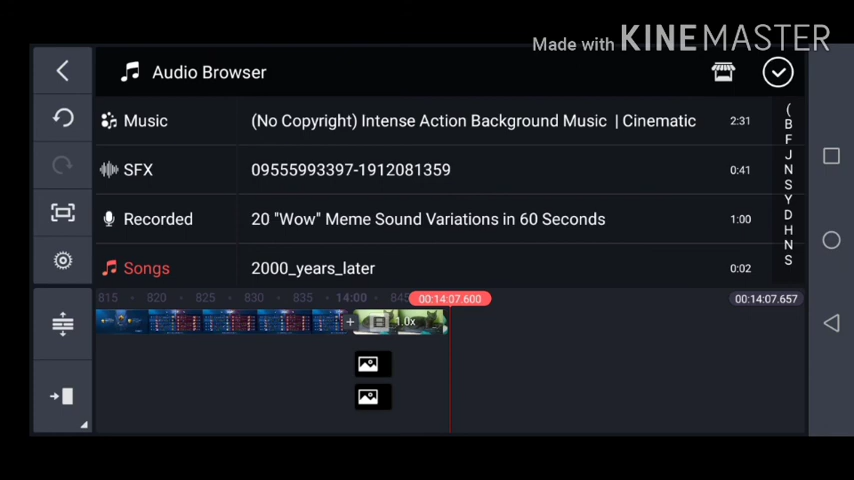 Made with KINEMASTER
Audio Browser
Music
(No Copyright) Intense Action Background Music | Cinematic
2:31
SFX
09555993397-1912081359
0:41
Recorded
20 "Wow" Meme Sound Variations in 60 Seconds
1:00
Songs
2000_years_later
0:02
(
B
F
J
N
S
Y
D
H
N
S
815 820 825 830 835 14:00 845
00:14:07.600
00:14:07.657
1.0x